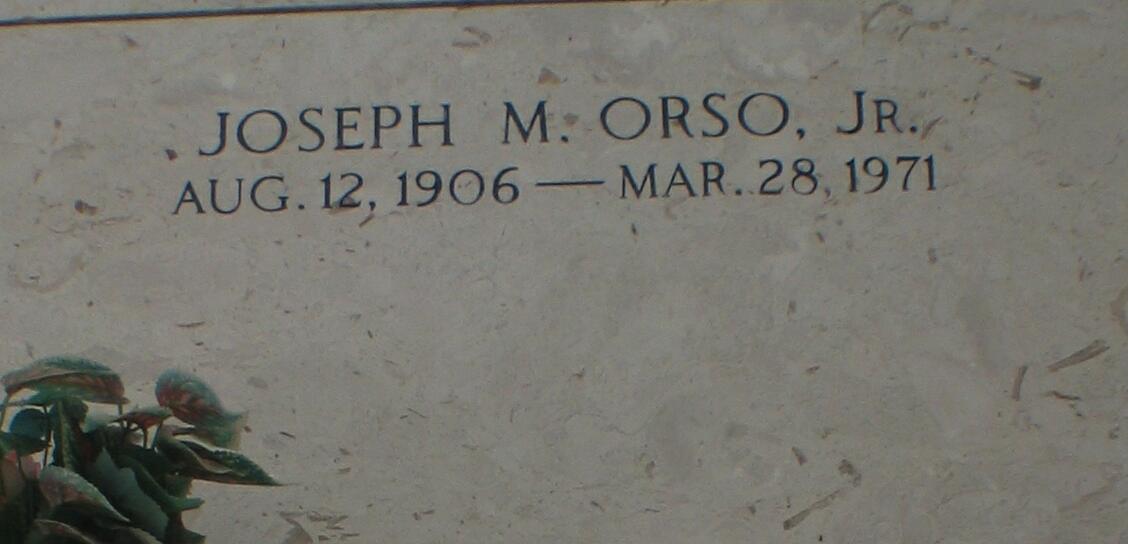 JOSEPH M. ORSO, JR.
AUG. 12, 1906 — MAR. 28, 1971